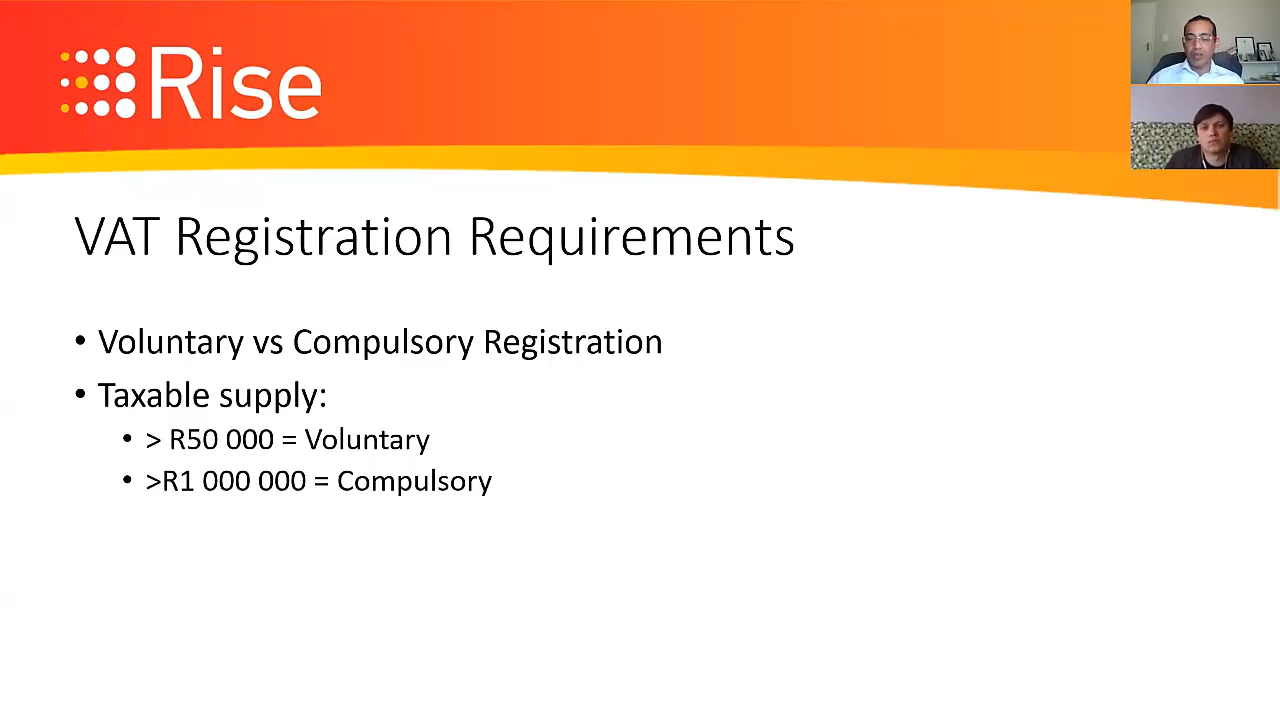 Rise
VAT Registration Requirements
• Voluntary vs Compulsory Registration
• Taxable supply:
• > R50 000 = Voluntary
• >R1 000 000 = Compulsory